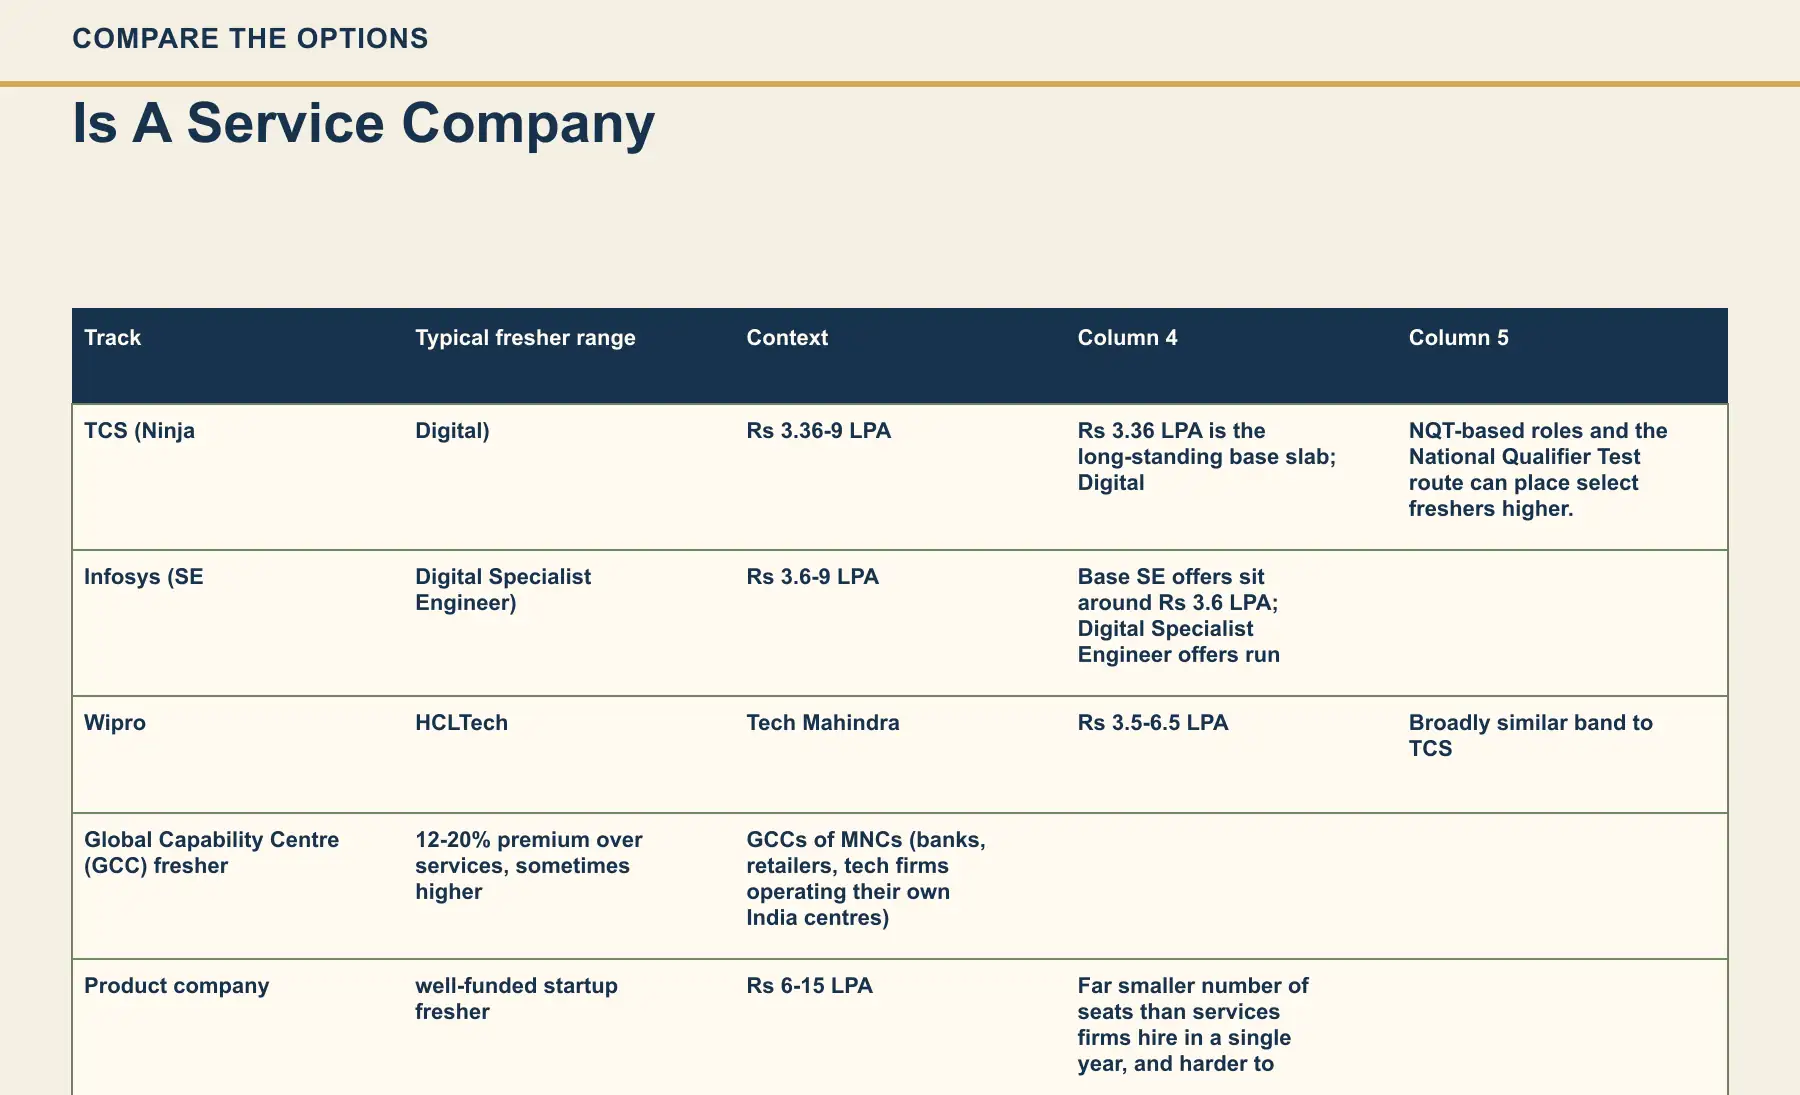 COMPARE THE OPTIONS
Is A Service Company
Track
Typical fresher range
Context
Column 4
Column 5
TCS (Ninja
Digital)
Rs 3.36-9 LPA
Rs 3.36 LPA is the
long-standing base slab;
Digital
NQT-based roles and the
National Qualifier Test
route can place select
freshers higher.
Infosys (SE
Digital Specialist
Engineer)
Rs 3.6-9 LPA
Base SE offers sit
around Rs 3.6 LPA;
Digital Specialist
Engineer offers run
Wipro
HCLTech
Tech Mahindra
Rs 3.5-6.5 LPA
Broadly similar band to
TCS
Global Capability Centre
(GCC) fresher
12-20% premium over
services, sometimes
higher
GCCs of MNCs (banks,
retailers, tech firms
operating their own
India centres)
Product company
well-funded startup
fresher
Rs 6-15 LPA
Far smaller number of
seats than services
firms hire in a single
year, and harder to